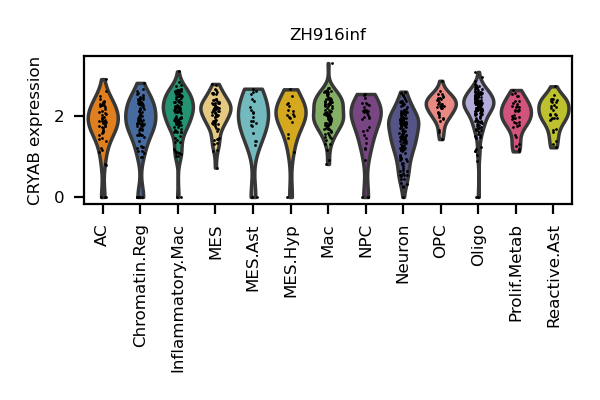 ZH916inf
CRYAB expression
2
0
AC
Chromatin.Reg
Inflammatory.Mac
MES
MES.Ast
MES.Hyp
Mac
NPC
Neuron
OPC
Oligo
Prolif.Metab
Reactive.Ast